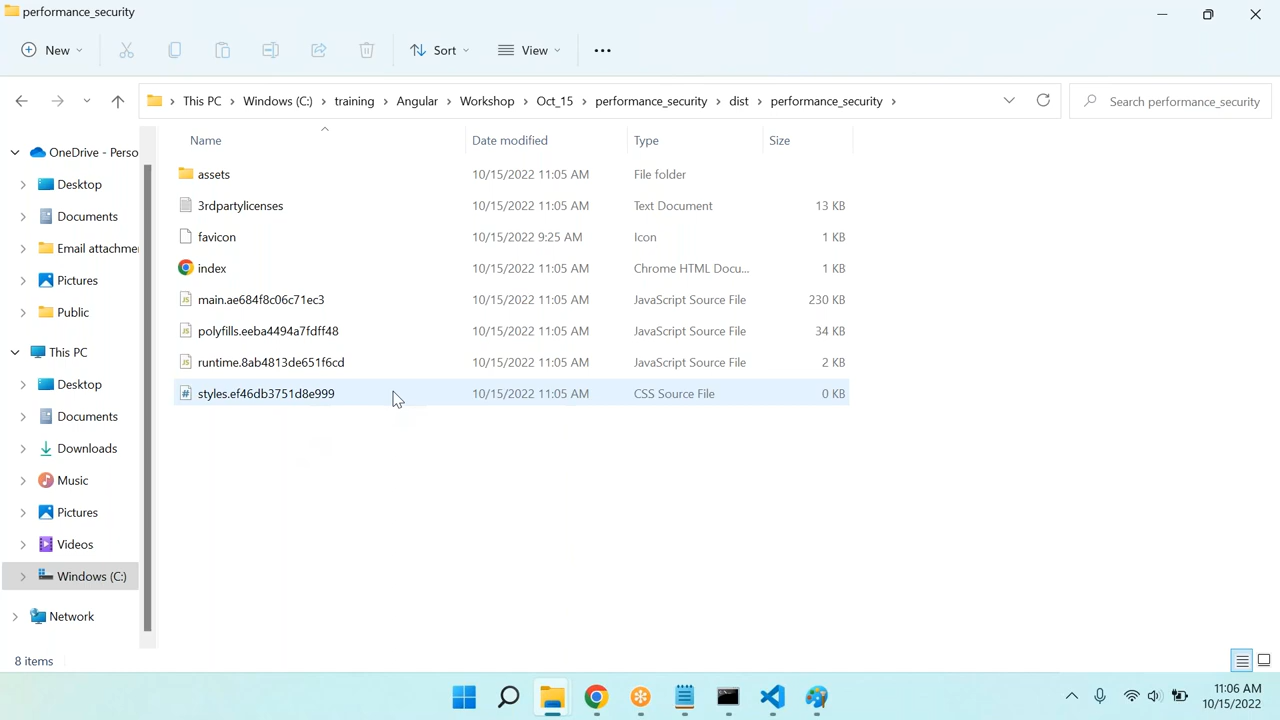 performance_security
New
Sort
View
This PC
Windows (C:)
training
Angular
Workshop
Oct_15
performance_security
dist
performance_security
Search performance_security
Name
Date modified
Type
Size
OneDrive - Perso
Desktop
Documents
Email attachme
Pictures
Public
This PC
Desktop
Documents
Downloads
Music
Pictures
Videos
Windows (C:)
Network
assets 10/15/2022 11:05 AM File folder
3rdpartylicenses 10/15/2022 11:05 AM Text Document 13 KB
favicon 10/15/2022 9:25 AM Icon 1 KB
index 10/15/2022 11:05 AM Chrome HTML Docu... 1 KB
main.ae684f8c06c71ec3 10/15/2022 11:05 AM JavaScript Source File 230 KB
polyfills.eeba4494a7fdff48 10/15/2022 11:05 AM JavaScript Source File 34 KB
runtime.8ab4813de651f6cd 10/15/2022 11:05 AM JavaScript Source File 2 KB
styles.ef46db3751d8e999 10/15/2022 11:05 AM CSS Source File 0 KB
8 items
11:06 AM
10/15/2022